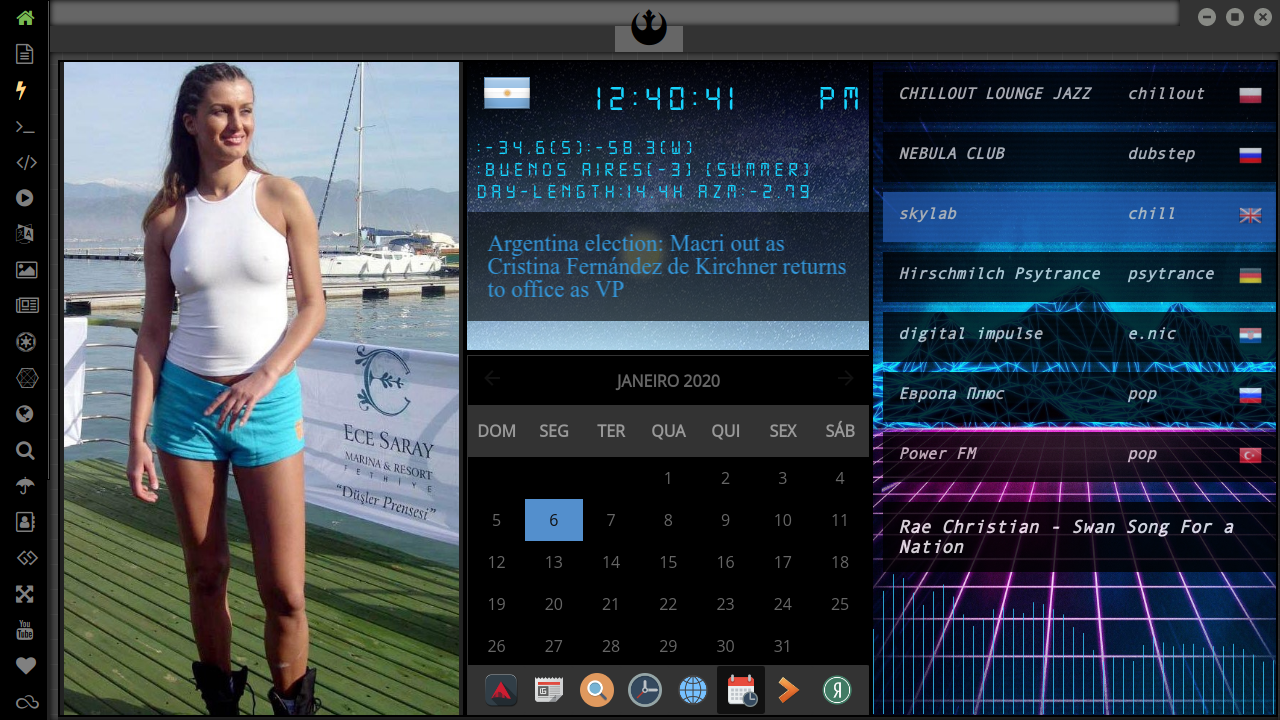 ECE SARAY
MARINA & RESORT
FETHİYE
“Düşler Prensesi”
12:40:41 PM
:-34.6(S):-58.3(W)
:BUENOS AIRES(-3) (SUMMER)
DAY-LENGTH:14.4H AZM:-2.79
Argentina election: Macri out as
Cristina Fernández de Kirchner returns
to office as VP
JANEIRO 2020
DOM SEG TER QUA QUI SEX SÁB
1 2 3 4
5 6 7 8 9 10 11
12 13 14 15 16 17 18
19 20 21 22 23 24 25
26 27 28 29 30 31
CHILLOUT LOUNGE JAZZ chillout
NEBULA CLUB dubstep
skylab chill
Hirschmilch Psytrance psytrance
digital impulse e.nic
Европа Плюс pop
Power FM pop
Rae Christian - Swan Song For a
Nation
You
Tube
Я